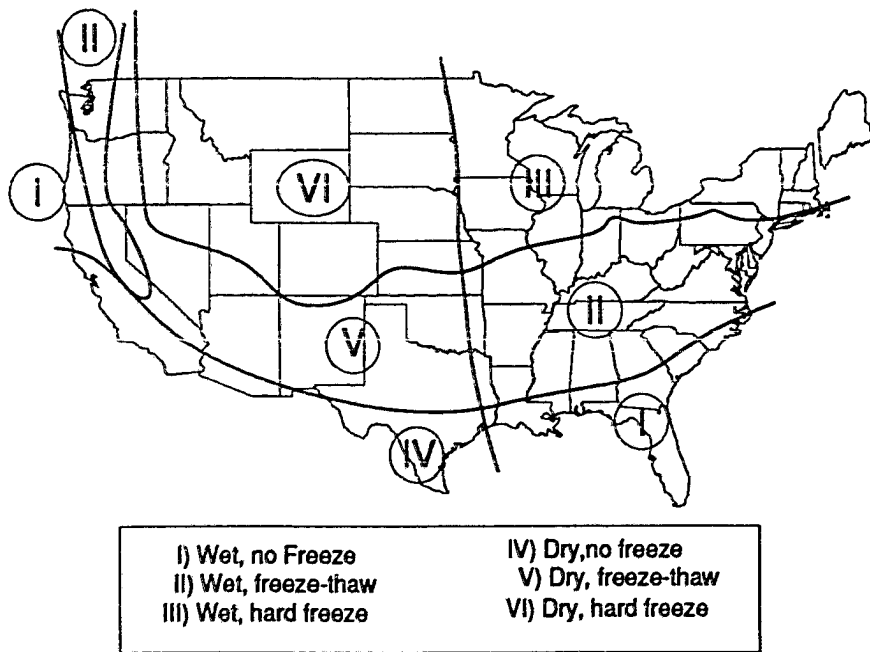 II
I
VI
III
II
V
I
IV
I) Wet, no Freeze
II) Wet, freeze-thaw
III) Wet, hard freeze
IV) Dry,no freeze
V) Dry, freeze-thaw
VI) Dry, hard freeze